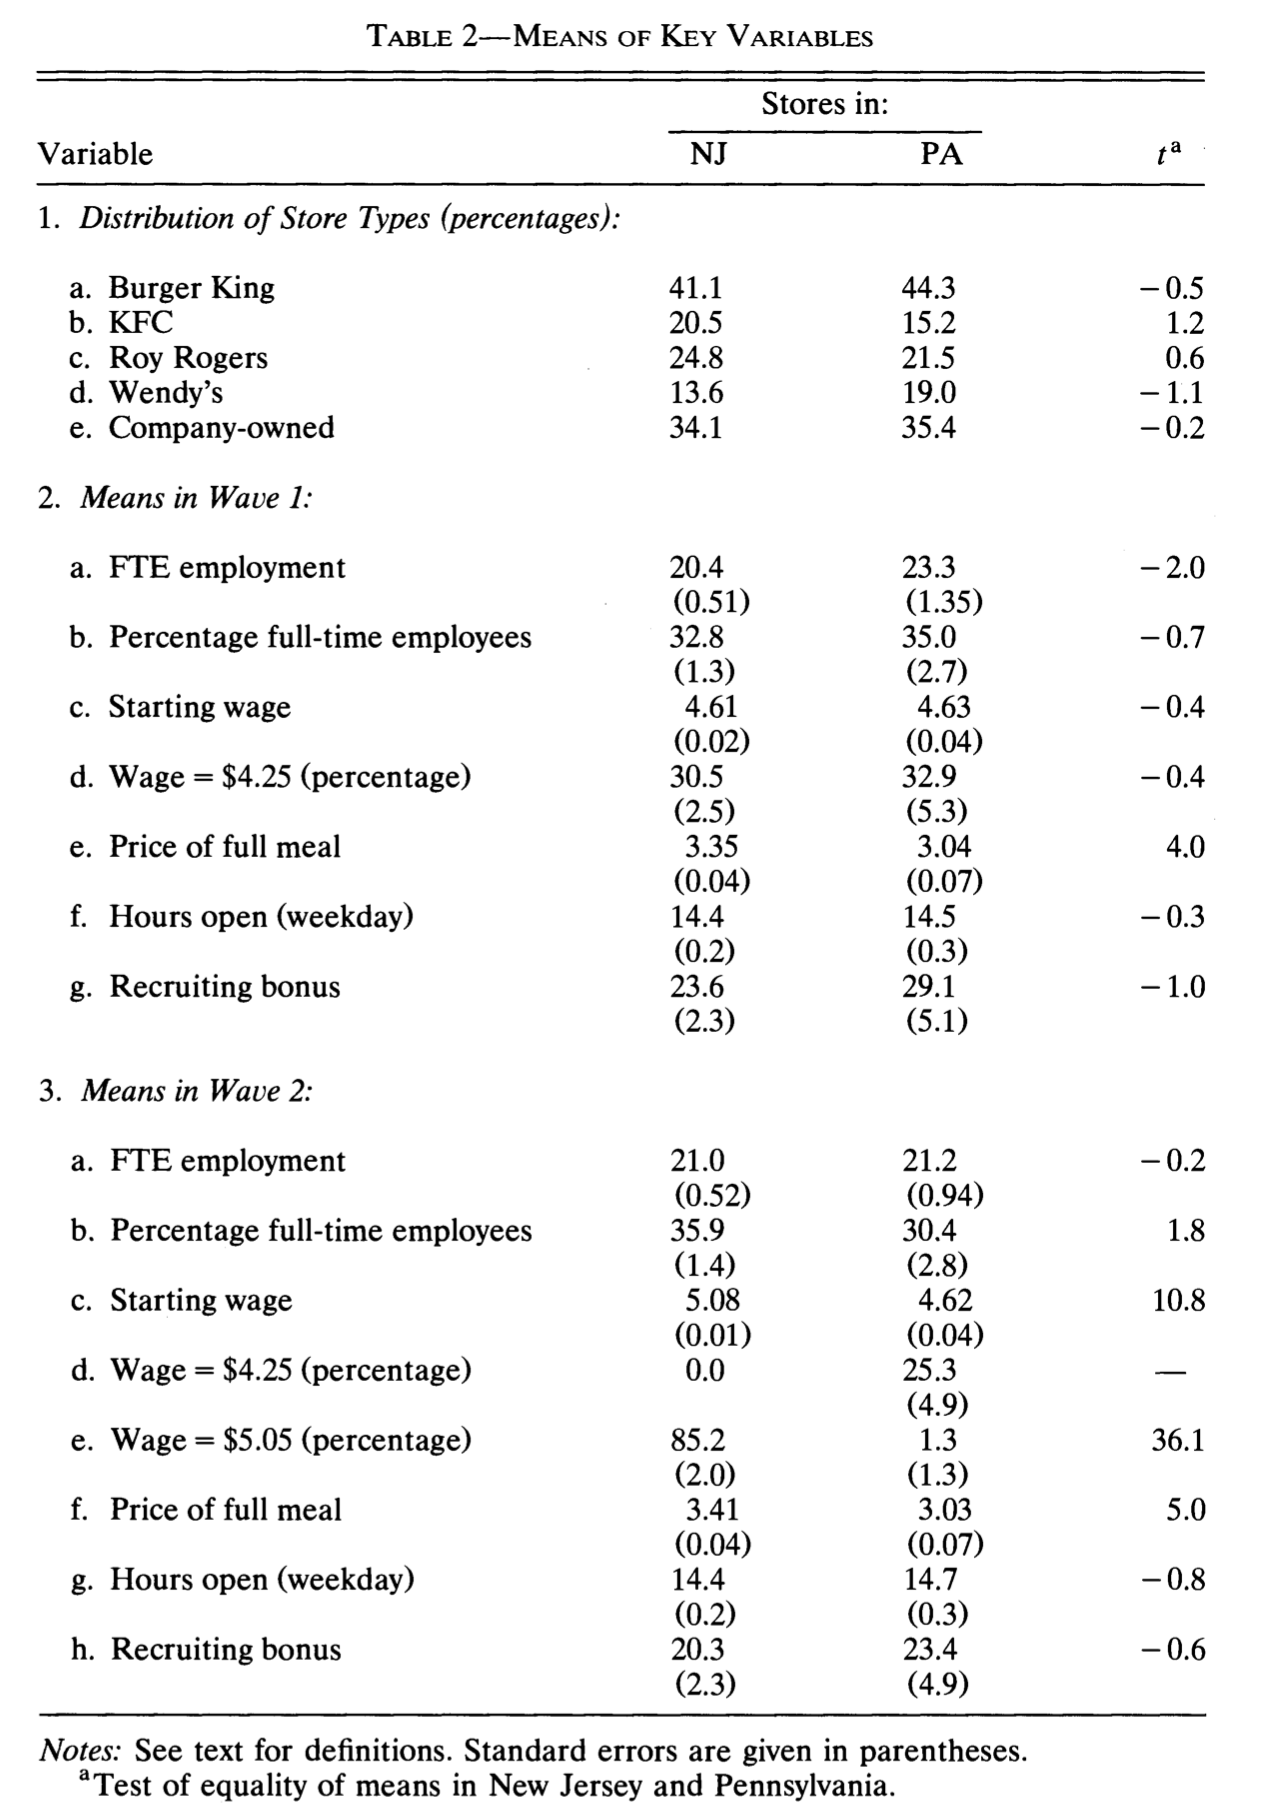 TABLE 2—MEANS OF KEY VARIABLES
Stores in:
Variable NJ PA tᵃ
1. Distribution of Store Types (percentages):
a. Burger King 41.1 44.3 −0.5
b. KFC 20.5 15.2 1.2
c. Roy Rogers 24.8 21.5 0.6
d. Wendy's 13.6 19.0 −1.1
e. Company-owned 34.1 35.4 −0.2
2. Means in Wave 1:
a. FTE employment 20.4 23.3 −2.0
(0.51) (1.35)
b. Percentage full-time employees 32.8 35.0 −0.7
(1.3) (2.7)
c. Starting wage 4.61 4.63 −0.4
(0.02) (0.04)
d. Wage = $4.25 (percentage) 30.5 32.9 −0.4
(2.5) (5.3)
e. Price of full meal 3.35 3.04 4.0
(0.04) (0.07)
f. Hours open (weekday) 14.4 14.5 −0.3
(0.2) (0.3)
g. Recruiting bonus 23.6 29.1 −1.0
(2.3) (5.1)
3. Means in Wave 2:
a. FTE employment 21.0 21.2 −0.2
(0.52) (0.94)
b. Percentage full-time employees 35.9 30.4 1.8
(1.4) (2.8)
c. Starting wage 5.08 4.62 10.8
(0.01) (0.04)
d. Wage = $4.25 (percentage) 0.0 25.3 —
(4.9)
e. Wage = $5.05 (percentage) 85.2 1.3 36.1
(2.0) (1.3)
f. Price of full meal 3.41 3.03 5.0
(0.04) (0.07)
g. Hours open (weekday) 14.4 14.7 −0.8
(0.2) (0.3)
h. Recruiting bonus 20.3 23.4 −0.6
(2.3) (4.9)
Notes: See text for definitions. Standard errors are given in parentheses.
ᵃTest of equality of means in New Jersey and Pennsylvania.